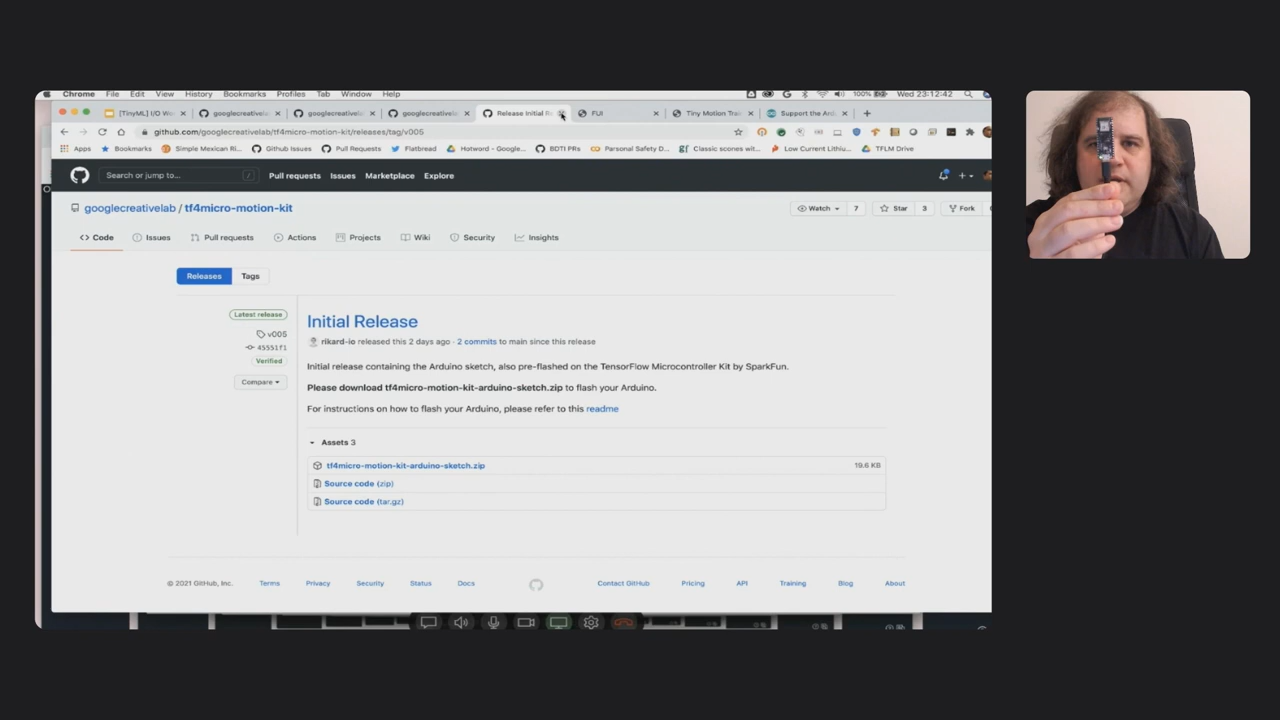 Chrome File Edit View History Bookmarks Profiles Tab Window Help 100% Wed 23:12:42
[TinyML] I/O Wo googlecreativela googlecreativela googlecreativela Release Initial Re FUI Tiny Motion Trai Support the Ard
github.com/googlecreativelab/tf4micro-motion-kit/releases/tag/v005
Apps Bookmarks Simple Mexican Ri... Github Issues Pull Requests Flatbread Hotword - Google... BDTI PRs Parsonal Safety D... Classic scones wit... Low Current Lithiu... TFLM Drive
Search or jump to... / Pull requests Issues Marketplace Explore
googlecreativelab / tf4micro-motion-kit Watch 7 Star 3 Fork
Code Issues Pull requests Actions Projects Wiki Security Insights
Releases Tags
Latest release
v005
45551f1
Verified
Compare
Initial Release
rikard-io released this 2 days ago · 2 commits to main since this release
Initial release containing the Arduino sketch, also pre-flashed on the TensorFlow Microcontroller Kit by SparkFun.
Please download tf4micro-motion-kit-arduino-sketch.zip to flash your Arduino.
For instructions on how to flash your Arduino, please refer to this readme
Assets 3
tf4micro-motion-kit-arduino-sketch.zip 19.6 KB
Source code (zip)
Source code (tar.gz)
© 2021 GitHub, Inc. Terms Privacy Security Status Docs Contact GitHub Pricing API Training Blog About